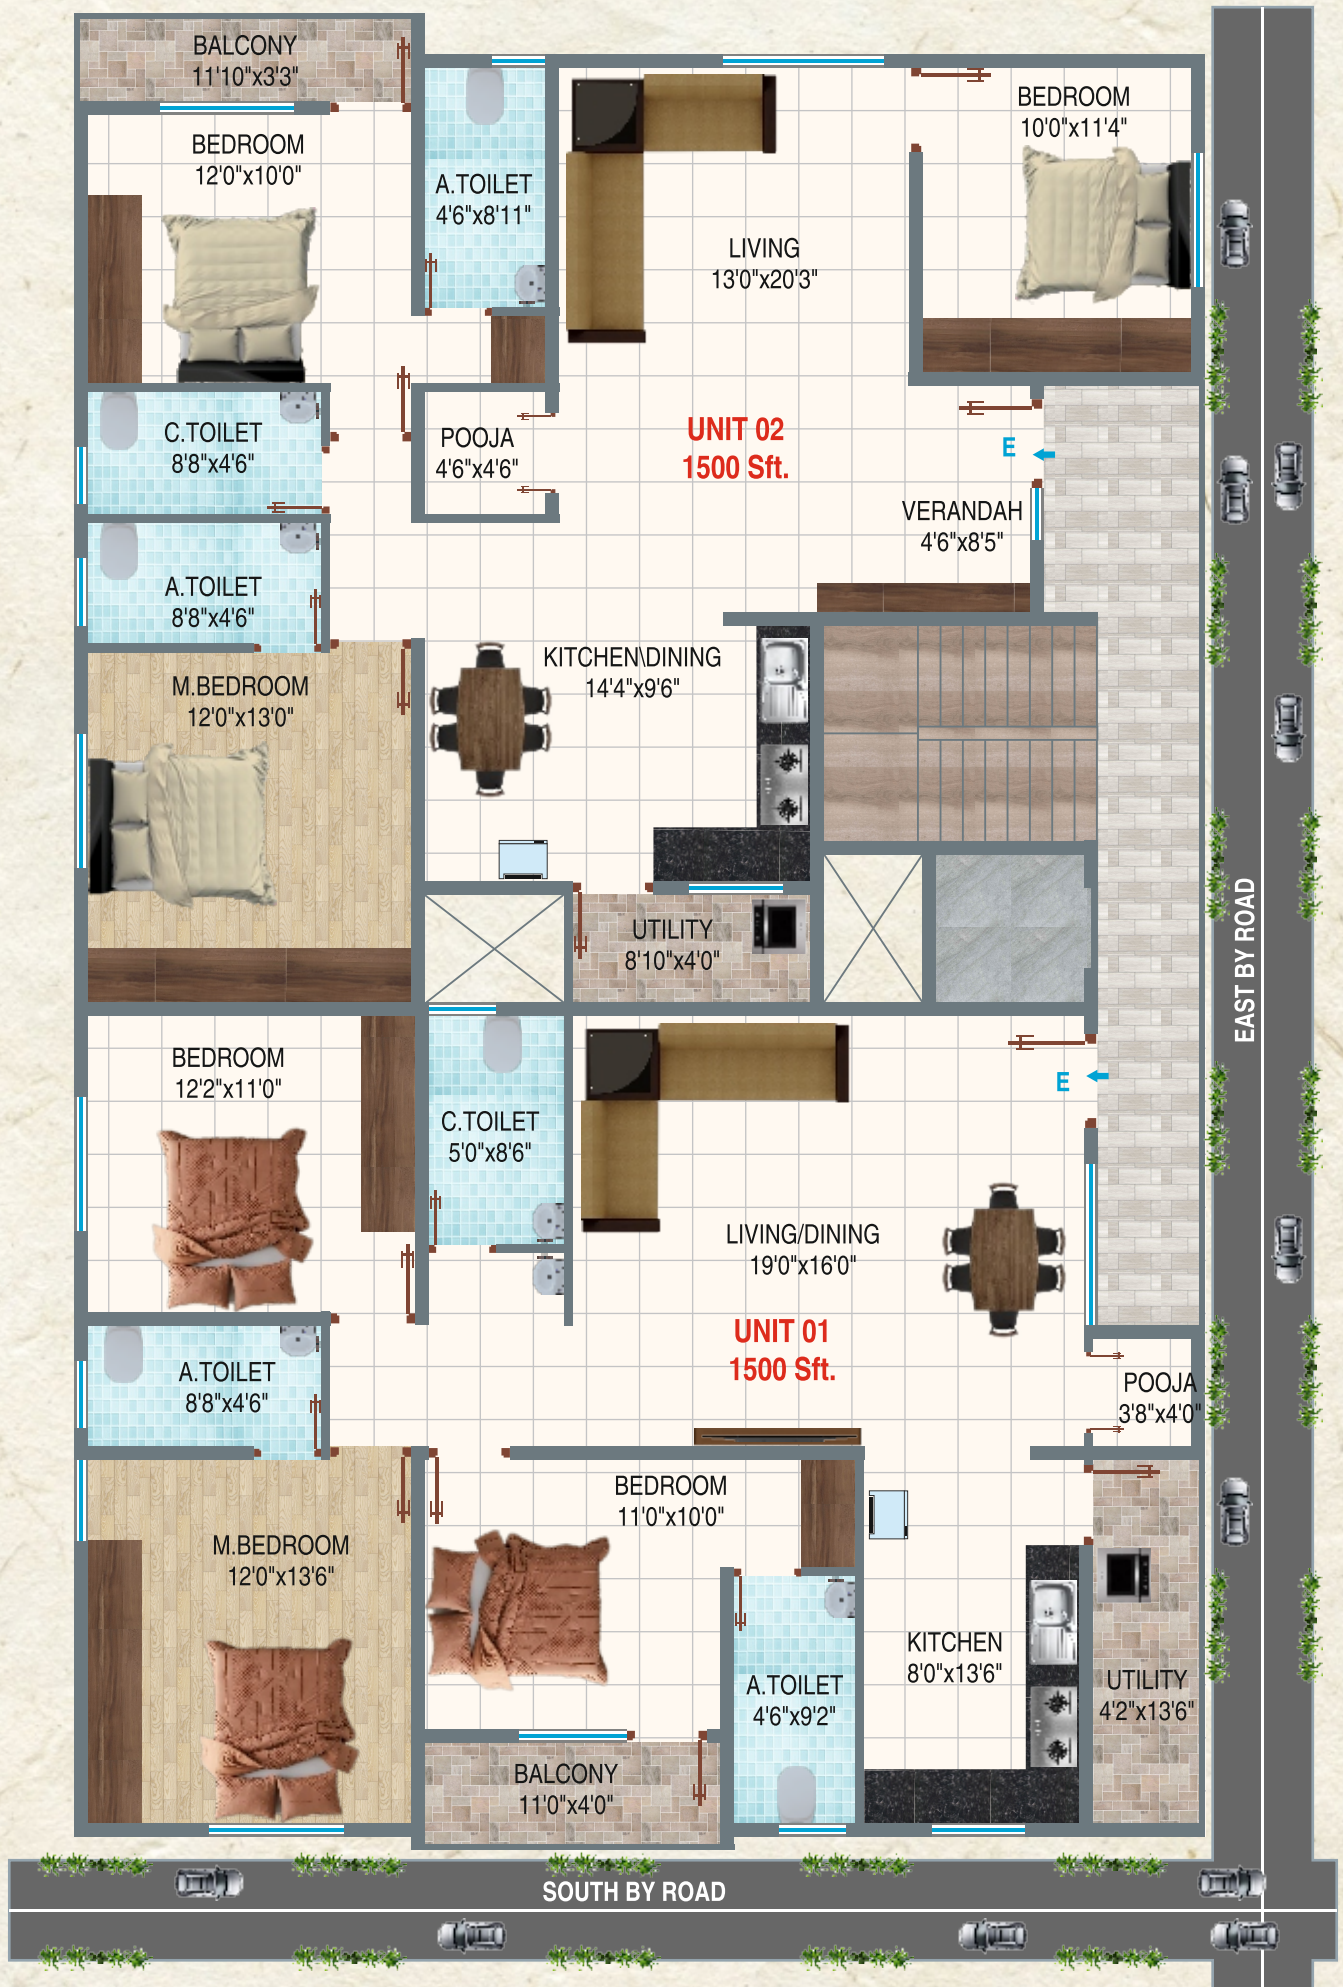 BALCONY
11'10"x3'3"
BEDROOM
12'0"x10'0"
A.TOILET
4'6"x8'11"
LIVING
13'0"x20'3"
BEDROOM
10'0"x11'4"
C.TOILET
8'8"x4'6"
POOJA
4'6"x4'6"
UNIT 02
1500 Sft.
E
VERANDAH
4'6"x8'5"
A.TOILET
8'8"x4'6"
M.BEDROOM
12'0"x13'0"
KITCHEN\DINING
14'4"x9'6"
UTILITY
8'10"x4'0"
EAST BY ROAD
BEDROOM
12'2"x11'0"
C.TOILET
5'0"x8'6"
E
LIVING/DINING
19'0"x16'0"
UNIT 01
1500 Sft.
A.TOILET
8'8"x4'6"
POOJA
3'8"x4'0"
M.BEDROOM
12'0"x13'6"
BEDROOM
11'0"x10'0"
A.TOILET
4'6"x9'2"
KITCHEN
8'0"x13'6"
UTILITY
4'2"x13'6"
BALCONY
11'0"x4'0"
SOUTH BY ROAD